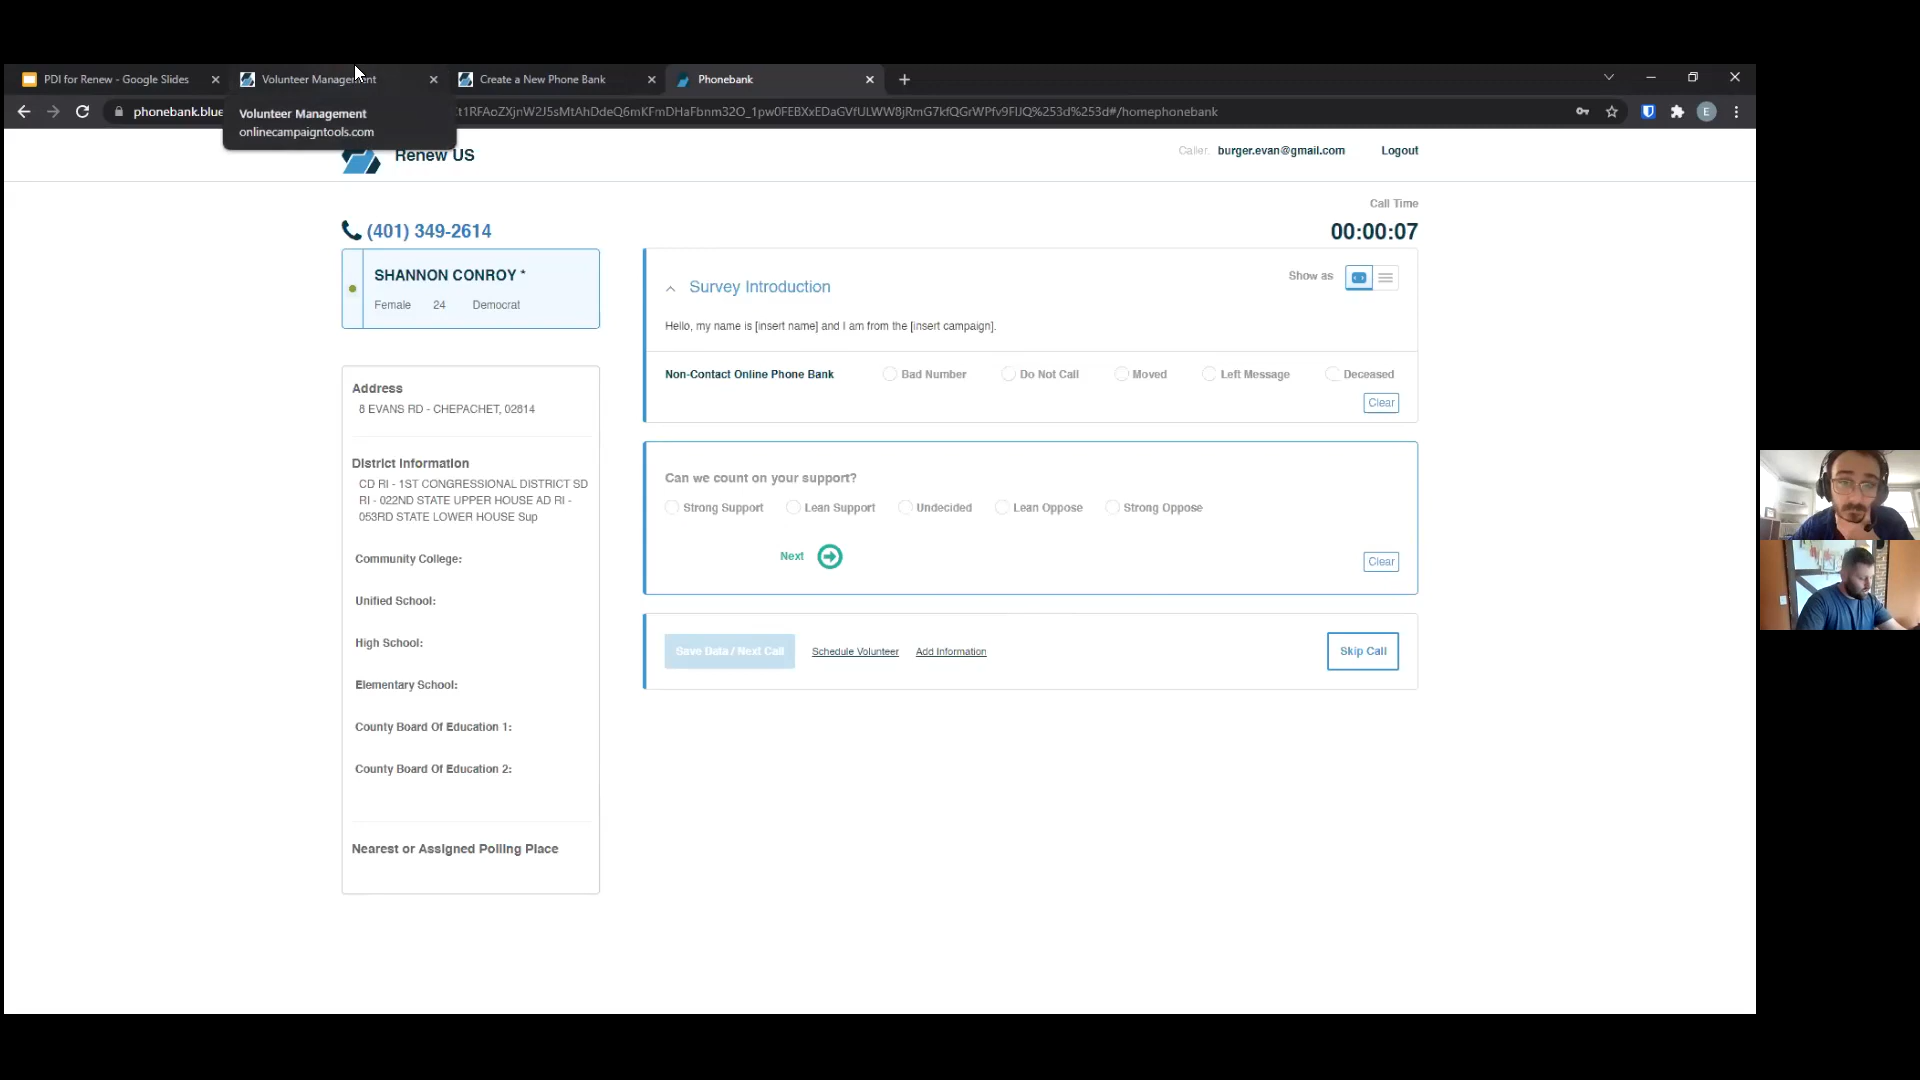 PDI for Renew - Google Slides
Volunteer Management
Create a New Phone Bank
Phonebank
phonebank.blue
t1RFAoZXjnW2J5sMtAhDdeQ6mKFmDHaFbnm32O_1pw0FEBXxEDaGVfULWW8jRmG7kfQGrWPfv9FIJQ%253d%253d#/homephonebank
E
Volunteer Management
onlinecampaigntools.com
Renew US
Caller: burger.evan@gmail.com
Logout
Call Time
(401) 349-2614
00:00:07
SHANNON CONROY *
Female 24 Democrat
Survey Introduction
Show as
Hello, my name is [insert name] and I am from the [insert campaign].
Non-Contact Online Phone Bank
Bad Number
Do Not Call
Moved
Left Message
Deceased
Clear
Address
8 EVANS RD - CHEPACHET, 02814
District Information
CD RI - 1ST CONGRESSIONAL DISTRICT SD
RI - 022ND STATE UPPER HOUSE AD RI -
053RD STATE LOWER HOUSE Sup
Community College:
Unified School:
High School:
Elementary School:
County Board Of Education 1:
County Board Of Education 2:
Nearest or Assigned Polling Place
Can we count on your support?
Strong Support
Lean Support
Undecided
Lean Oppose
Strong Oppose
Next
Clear
Save Data / Next Call
Schedule Volunteer
Add Information
Skip Call